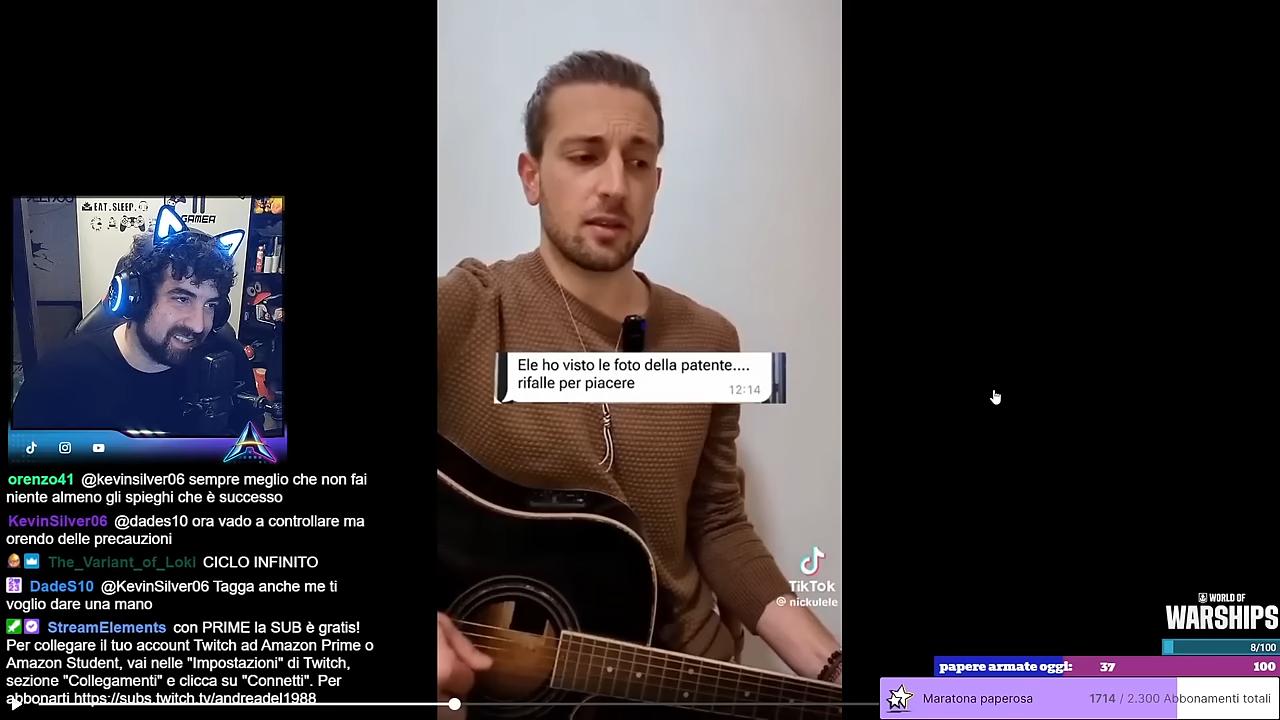 EAT.SLEEP.
GAMER
Ele ho visto le foto della patente....
rifalle per piacere
12:14
orenzo41 @kevinsilver06 sempre meglio che non fai
niente almeno gli spieghi che è successo
KevinSilver06 @dades10 ora vado a controllare ma
orendo delle precauzioni
The_Variant_of_Loki CICLO INFINITO
DadeS10 @KevinSilver06 Tagga anche me ti
voglio dare una mano
StreamElements con PRIME la SUB è gratis!
Per collegare il tuo account Twitch ad Amazon Prime o
Amazon Student, vai nelle "Impostazioni" di Twitch,
sezione "Collegamenti" e clicca su "Connetti". Per
abbonarti https://subs.twitch.tv/andreadel1988
TikTok
@ nickulele
WORLD OF
WARSHIPS
8/100
papere armate oggi: 37 100
Maratona paperosa 1714 / 2.300 Abbonamenti totali